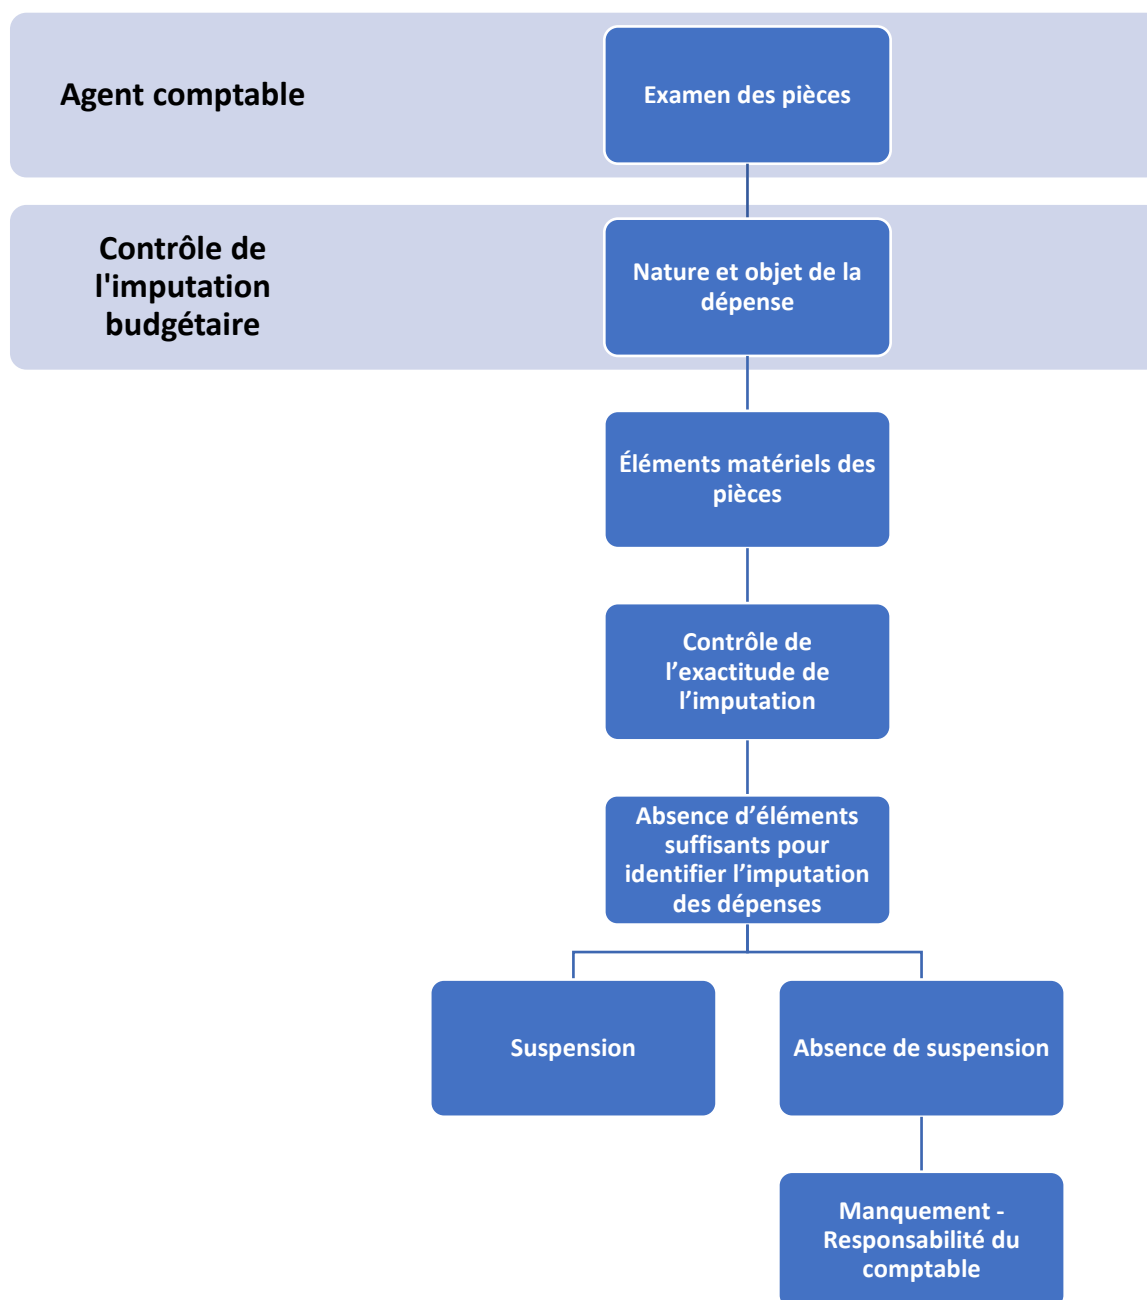 Agent comptable
Examen des pièces
Contrôle de
l'imputation
budgétaire
Nature et objet de la
dépense
Éléments matériels des
pièces
Contrôle de
l’exactitude de
l’imputation
Absence d’éléments
suffisants pour
identifier l’imputation
des dépenses
Suspension
Absence de suspension
Manquement -
Responsabilité du
comptable